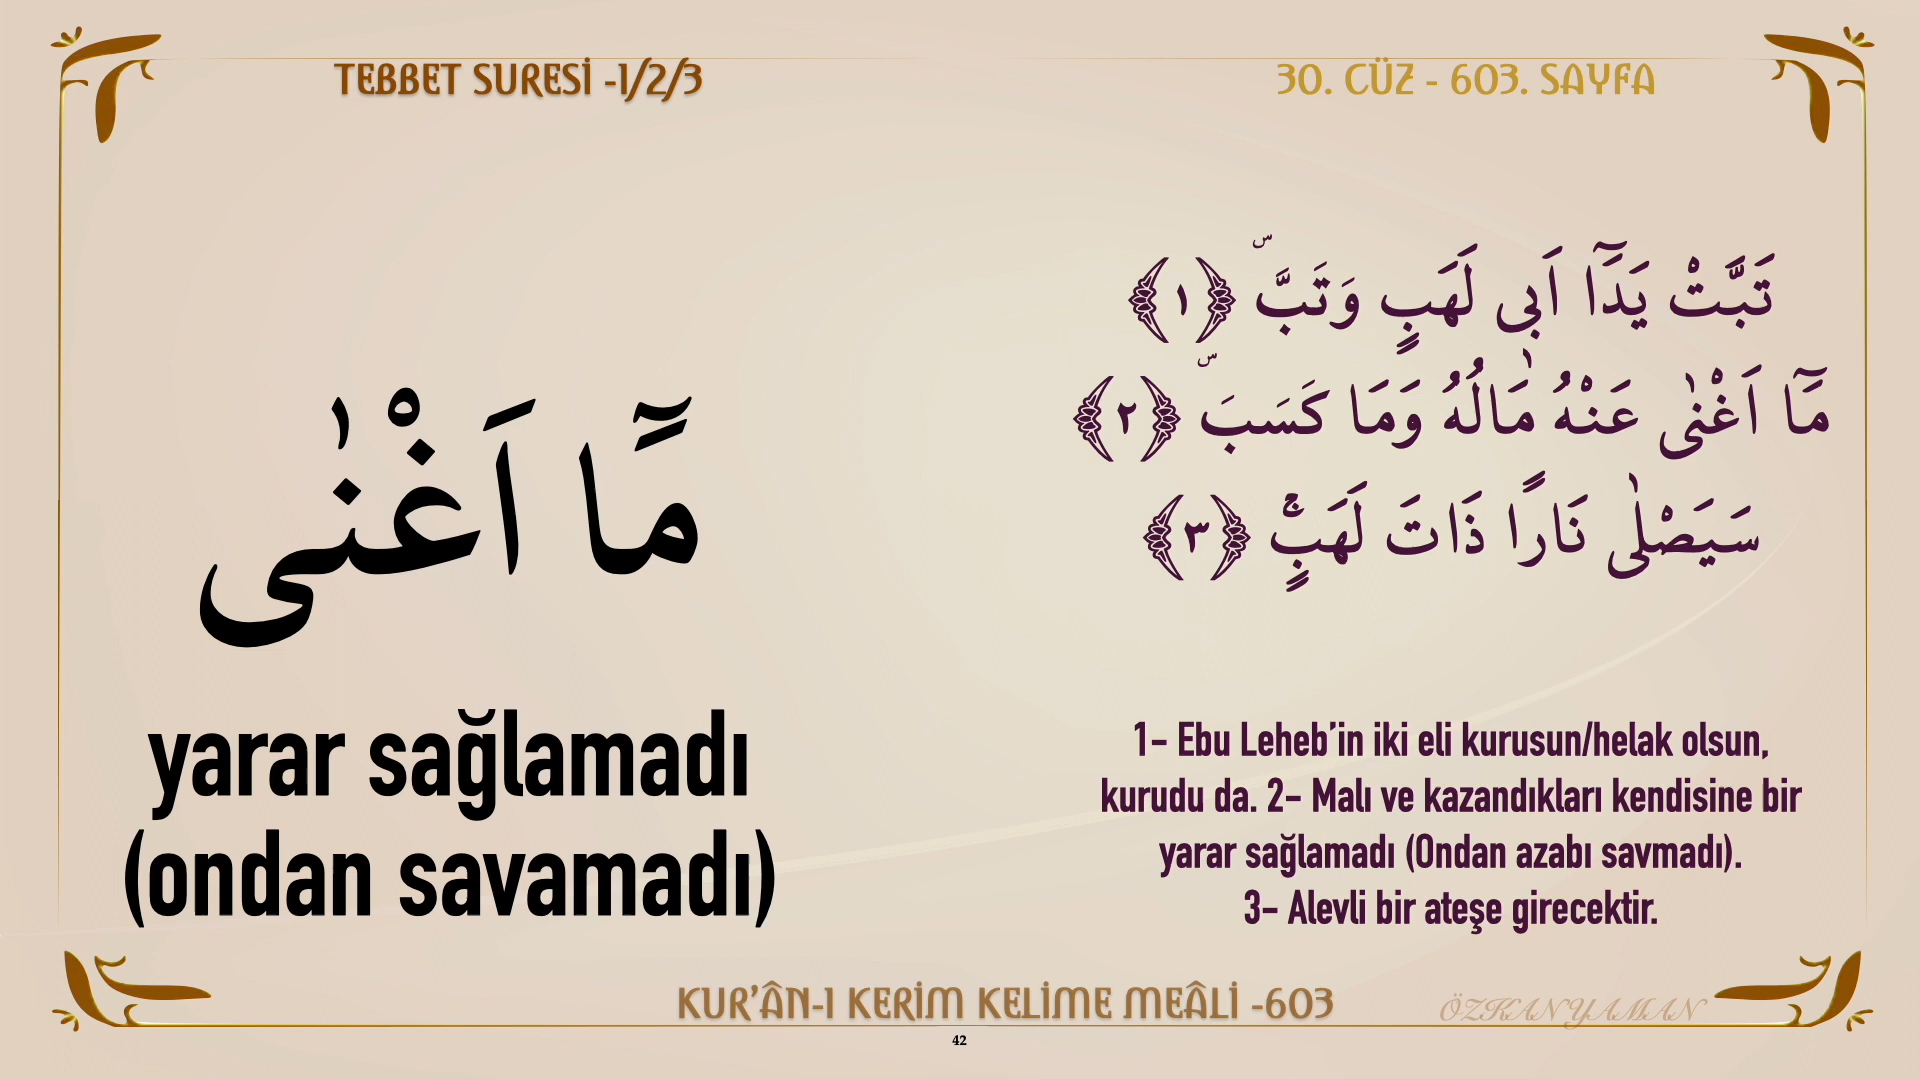 TEBBET SURESİ -1/2/3
30. CÜZ - 603. SAYFA
مَٓا اَغْنٰى
yarar sağlamadı
(ondan savamadı)
تَبَّتْ يَدَٓا اَبٖى لَهَبٍ وَتَبَّۜ ﴿١﴾
مَٓا اَغْنٰى عَنْهُ مَالُهُ وَمَا كَسَبَۜ ﴿٢﴾
سَيَصْلٰى نَارًا ذَاتَ لَهَبٍۚ ﴿٣﴾
1- Ebu Leheb’in iki eli kurusun/helak olsun,
kurudu da. 2- Malı ve kazandıkları kendisine bir
yarar sağlamadı (Ondan azabı savmadı).
3- Alevli bir ateşe girecektir.
KUR’ÂN-I KERİM KELİME MEÂLİ -603
ÖZKAN YAMAN
42